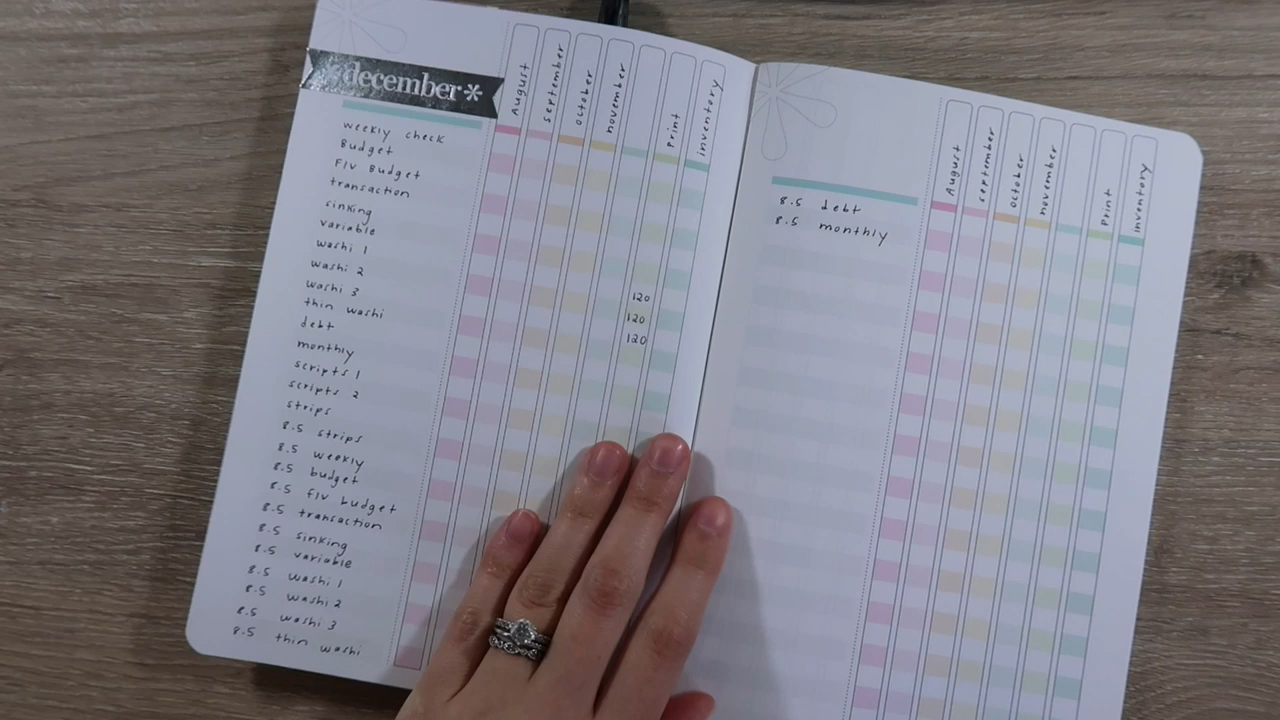 december*
August
september
october
november
Print
inventory
weekly check
Budget
FIV Budget
transaction
sinking
variable
washi 1
washi 2
washi 3
thin washi
debt
monthly
scripts 1
scripts 2
strips
8.5 strips
8.5 weekly
8.5 budget
8.5 fiv budget
8.5 transaction
8.5 sinking
8.5 variable
8.5 washi 1
8.5 washi 2
8.5 washi 3
8.5 thin washi
120
120
120
August
september
october
november
Print
inventory
8.5 debt
8.5 monthly